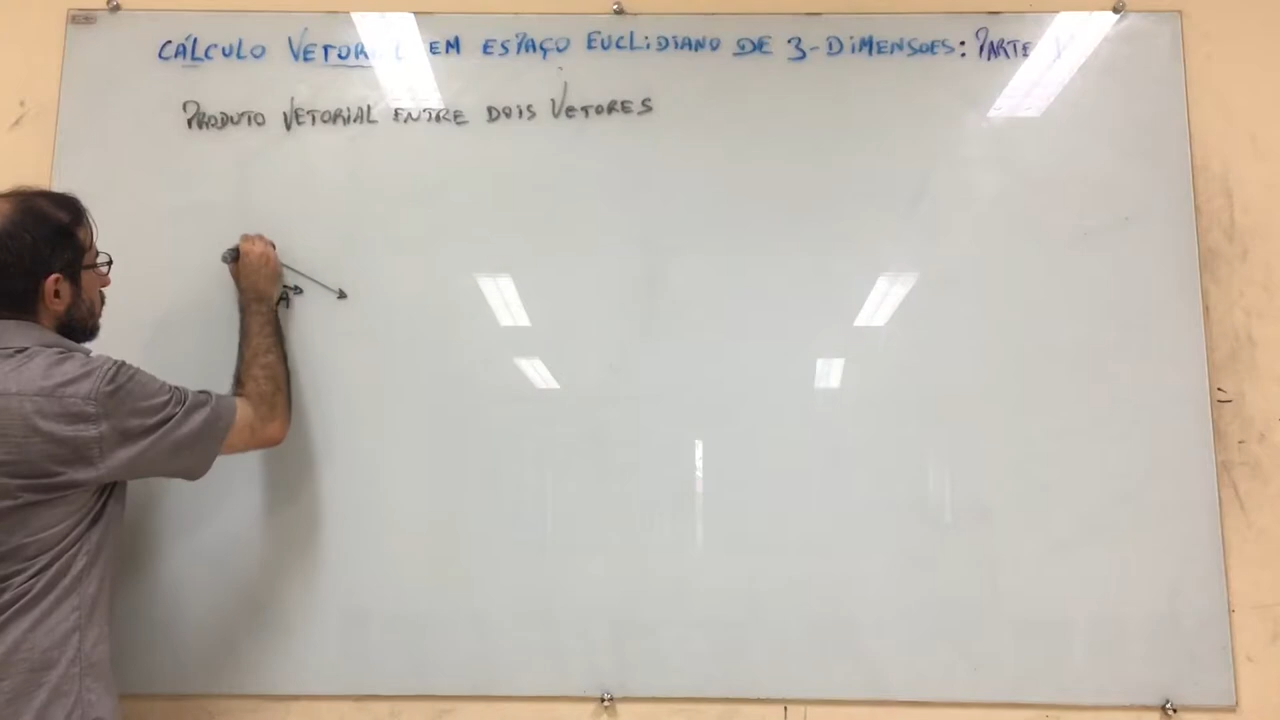 CÁLCULO VETORIAL EM ESPAÇO EUCLIDIANO DE 3-DIMENSOES: PARTE
PRODUTO VETORIAL ENTRE DOIS VETORES
A